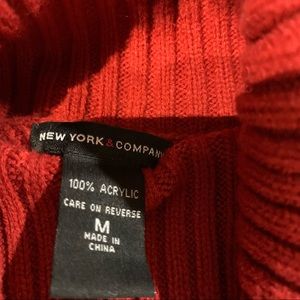 NEW YORK & COMPANY
100% ACRYLIC
CARE ON REVERSE
M
MADE IN
CHINA